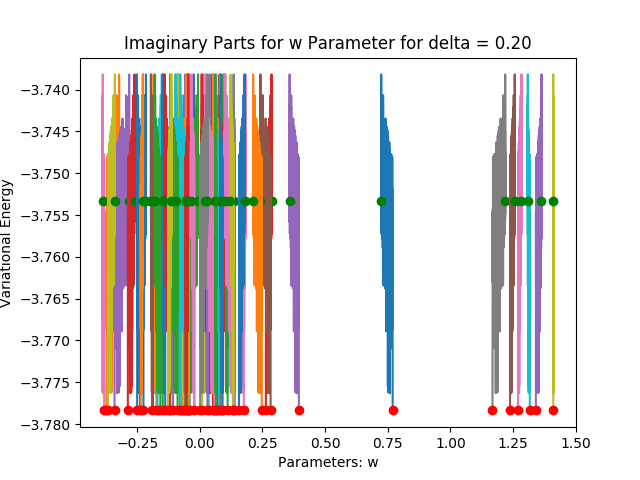 Imaginary Parts for w Parameter for delta = 0.20
Variational Energy
−3.740
−3.745
−3.750
−3.755
−3.760
−3.765
−3.770
−3.775
−3.780
−0.25 0.00 0.25 0.50 0.75 1.00 1.25 1.50
Parameters: w